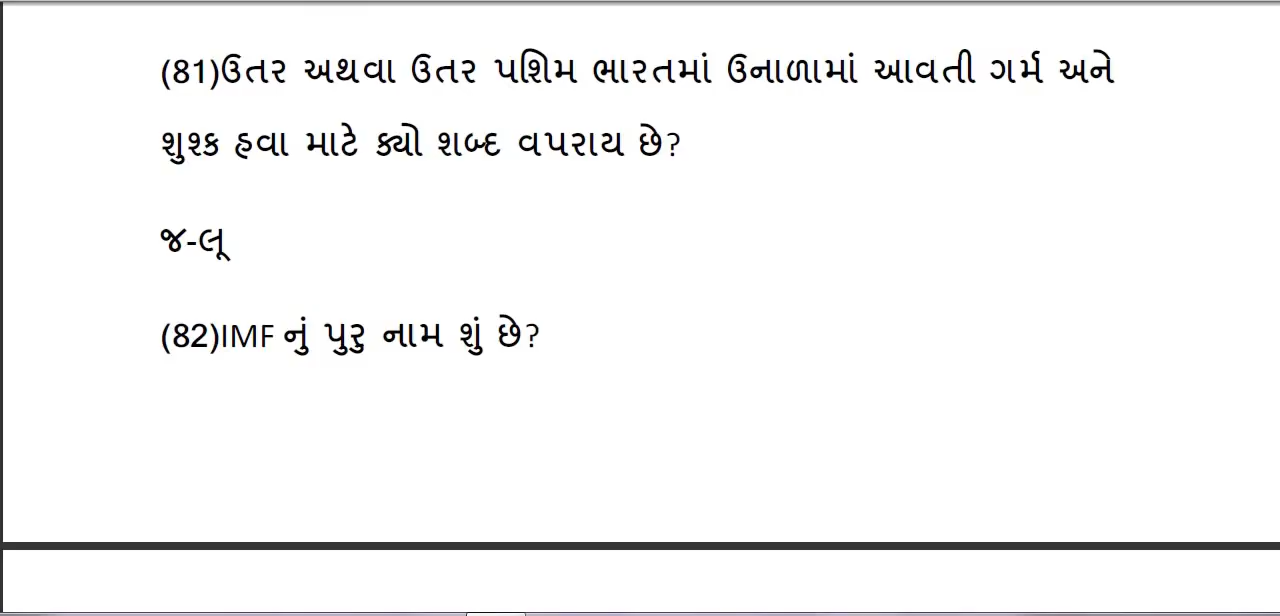 (81)ઉતર અથવા ઉતર પશિમ ભારતમાં ઉનાળામાં આવતી ગર્મ અને
શુશ્ક હવા માટે ક્યો શબ્દ વપરાય છે?
જ-લૂ
(82)IMF નું પુરુ નામ શું છે?